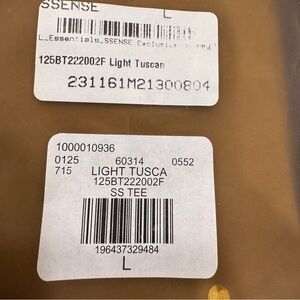 SSENSE L
L_Essentials_SSENSE Exclusive
125BT222002F Light Tuscan
231161M21300804
1000010936
0125 60314 0552
715 LIGHT TUSCA
125BT222002F
SS TEE
196437329484
L